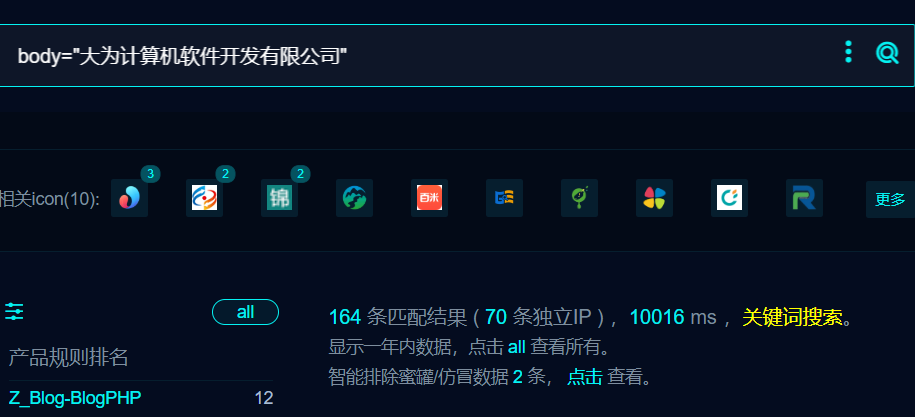 body="大为计算机软件开发有限公司"
相关icon(10):
3
2
2
锦
百米
更多
all
164 条匹配结果 ( 70 条独立IP ) ，10016 ms ，关键词搜索。
显示一年内数据，点击 all 查看所有。
产品规则排名
智能排除蜜罐/仿冒数据 2 条， 点击 查看。
Z_Blog-BlogPHP 12